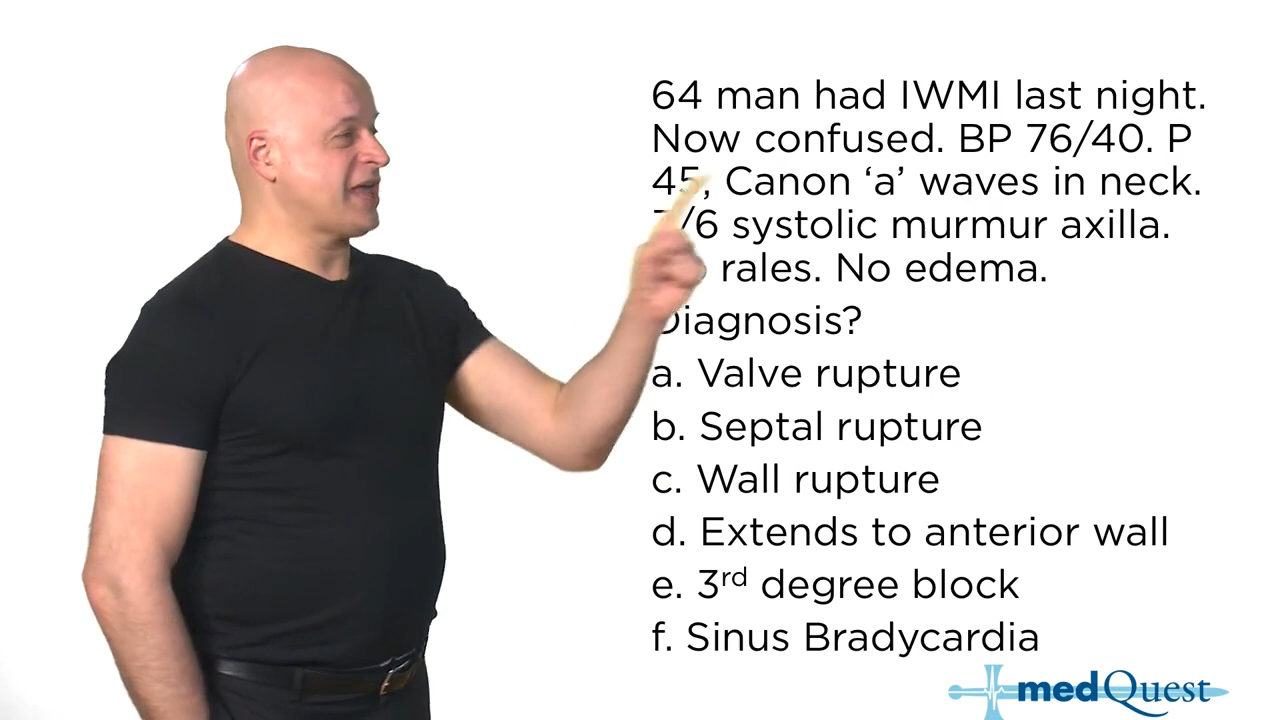 64 man had IWMI last night.
Now confused. BP 76/40. P
45, Canon ‘a’ waves in neck.
/6 systolic murmur axilla.
rales. No edema.
Diagnosis?
a. Valve rupture
b. Septal rupture
c. Wall rupture
d. Extends to anterior wall
e. 3rd degree block
f. Sinus Bradycardia
medQuest